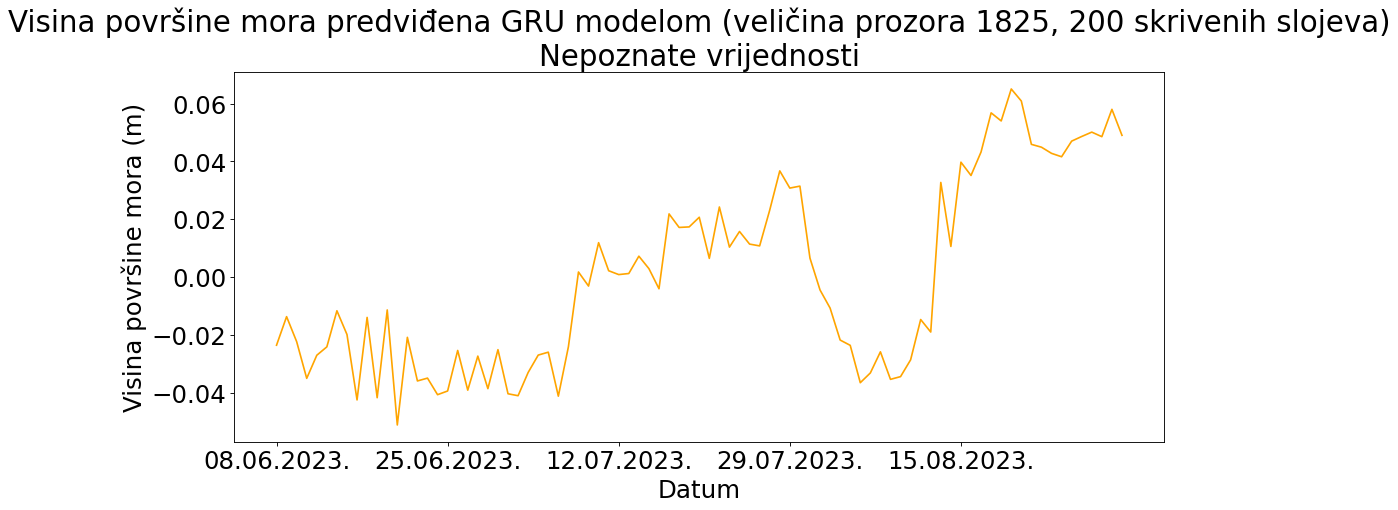 Visina površine mora predviđena GRU modelom (veličina prozora 1825, 200 skrivenih slojeva)
Nepoznate vrijednosti
Visina površine mora (m)
0.06
0.04
0.02
0.00
−0.02
−0.04
08.06.2023. 25.06.2023. 12.07.2023. 29.07.2023. 15.08.2023.
Datum